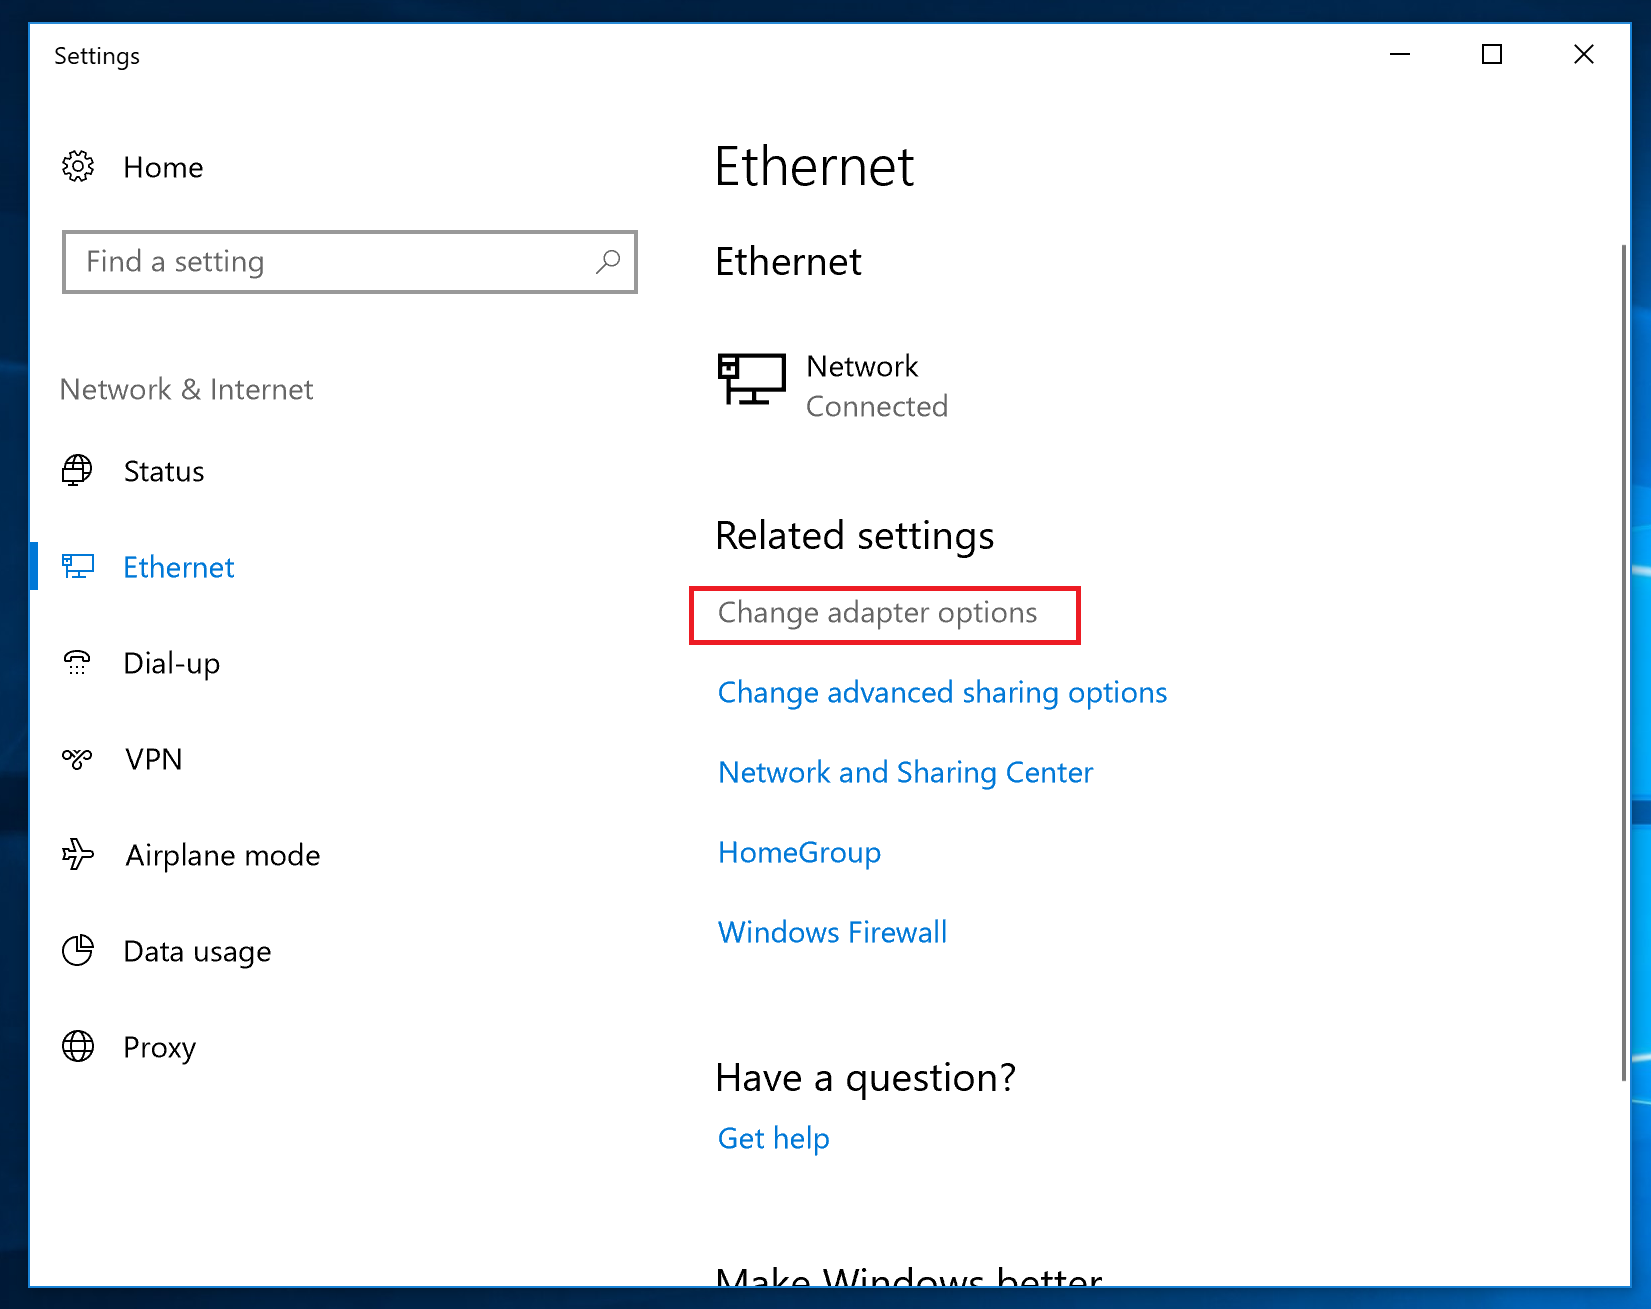 Settings
Home
Find a setting
Network & Internet
Status
Ethernet
Dial-up
VPN
Airplane mode
Data usage
Proxy
Ethernet
Ethernet
Network
Connected
Related settings
Change adapter options
Change advanced sharing options
Network and Sharing Center
HomeGroup
Windows Firewall
Have a question?
Get help
Make Windows better